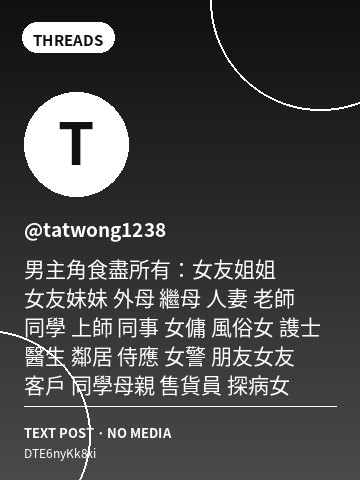 THREADS
T
@tatwong1238
男主角食盡所有：女友姐姐
女友妹妹 外母 繼母 人妻 老師
同學 上師 同事 女傭 風俗女 護士
醫生 鄰居 侍應 女警 朋友女友
客戶 同學母親 售貨員 探病女
TEXT POST · NO MEDIA
DTE6nyKk8xi